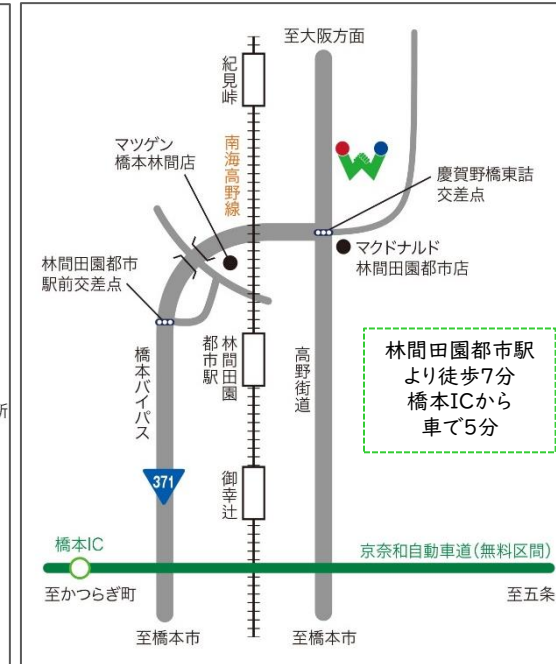 至大阪方面
紀見峠
南海高野線
マツゲン
橋本林間店
慶賀野橋東詰
交差点
マクドナルド
林間田園都市店
林間田園都市
駅前交差点
林間田園
都市駅
高野街道
橋本バイパス
林間田園都市駅
より徒歩7分
橋本ICから
車で5分
所
371
御幸辻
橋本IC
京奈和自動車道(無料区間)
至かつらぎ町
至五条
至橋本市
至橋本市